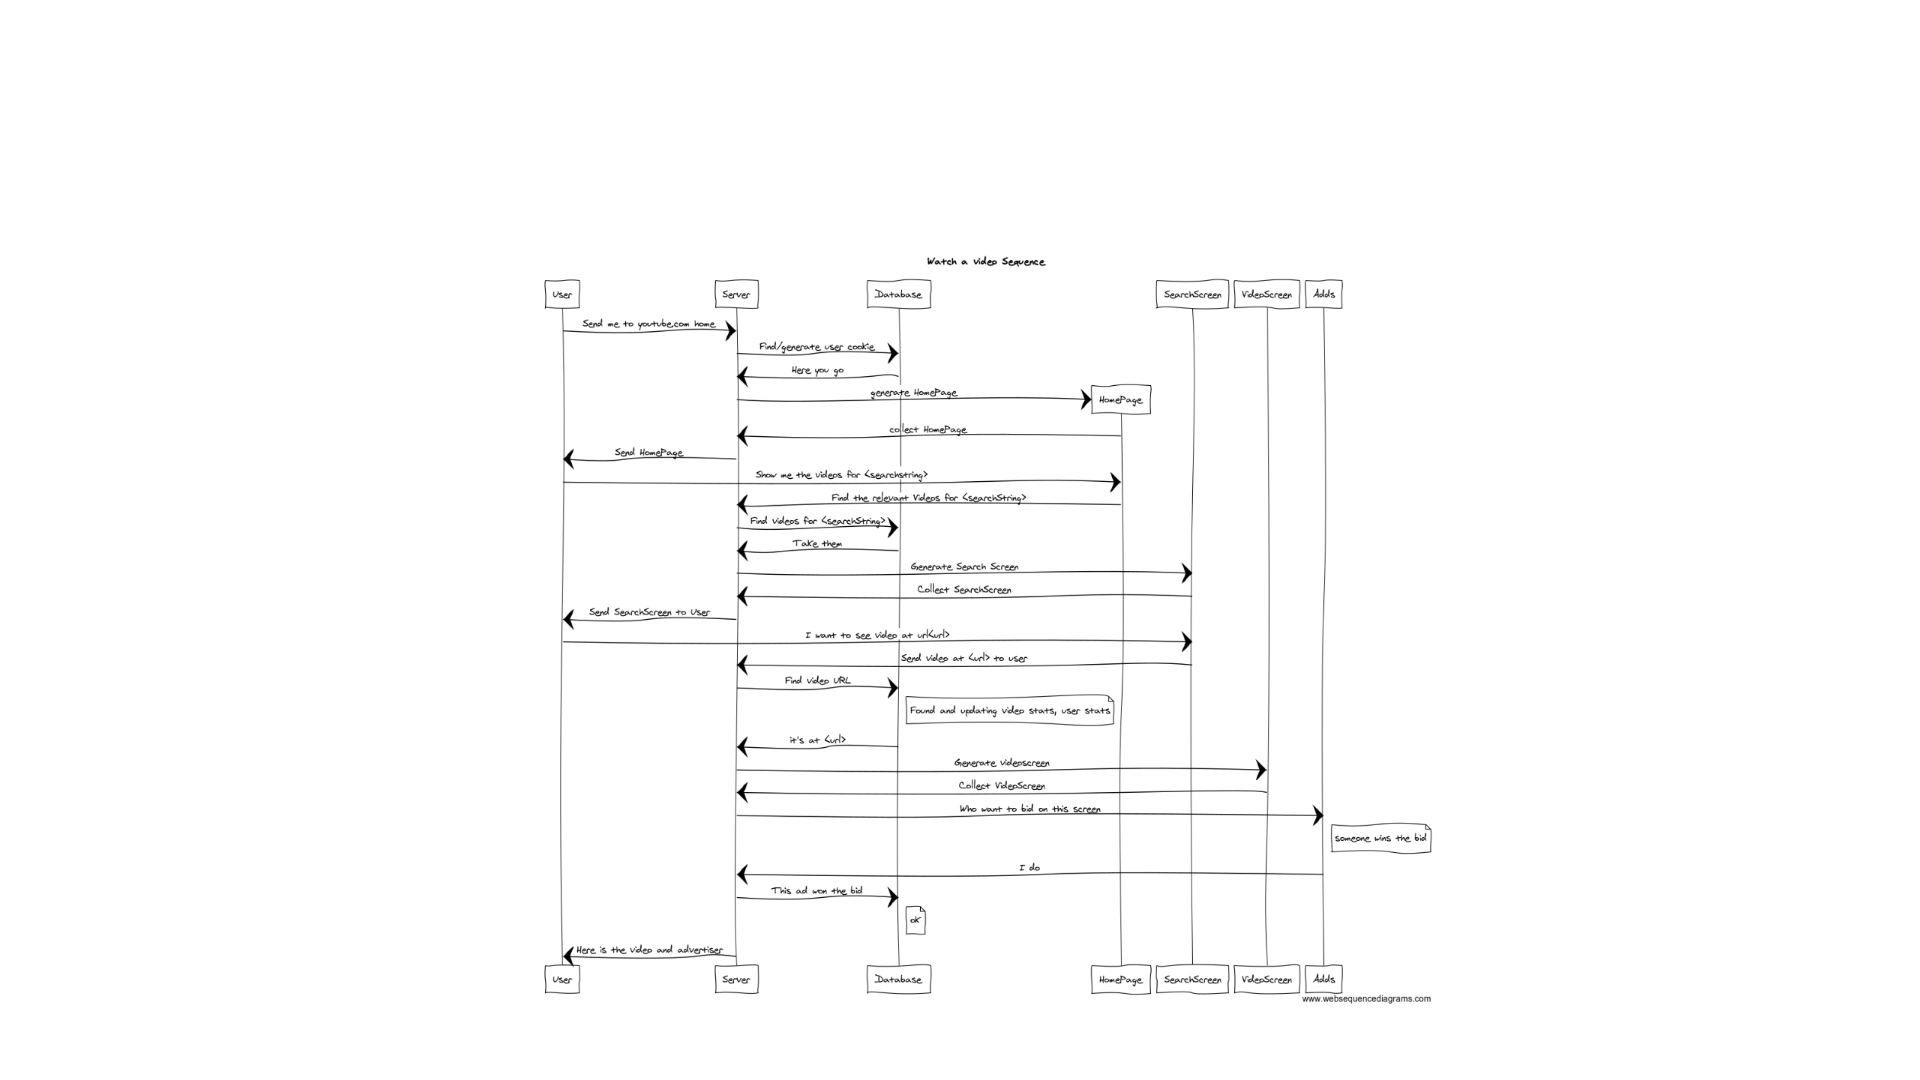 Watch a Video Sequence
User
Server
Database
SearchScreen
VideoScreen
Adds
Send me to youtube.com home
Find/generate user cookie
Here you go
generate HomePage
HomePage
collect HomePage
Send HomePage
Show me the videos for <searchstring>
Find the relevant Videos for <searchString>
Find videos for <searchString>
Take them
Generate Search Screen
Collect SearchScreen
Send SearchScreen to User
I want to see video at url<url>
Send video at <url> to user
Find video URL
Found and updating video stats, user stats
it's at <url>
Generate videoscreen
Collect VideoScreen
Who want to bid on this screen
someone wins the bid
I do
This ad won the bid
ok
Here is the video and advertiser
User
Server
Database
HomePage
SearchScreen
VideoScreen
Adds
www.websequencediagrams.com